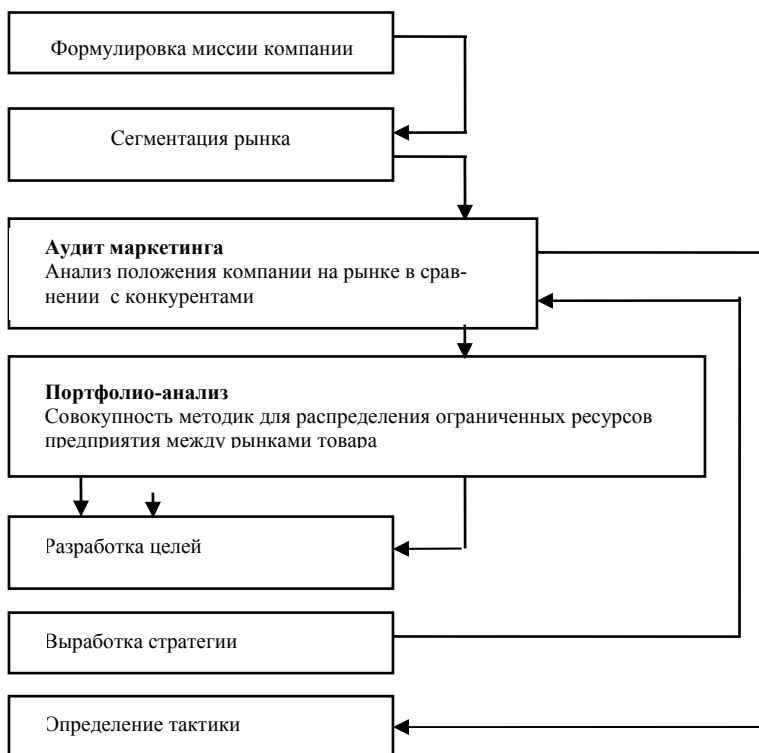 Формулировка миссии компании
Сегментация рынка
Аудит маркетинга
Анализ положения компании на рынке в срав-
нении с конкурентами
Портфолио-анализ
Совокупность методик для распределения ограниченных ресурсов
предприятия между рынками товара
Разработка целей
Выработка стратегии
Определение тактики